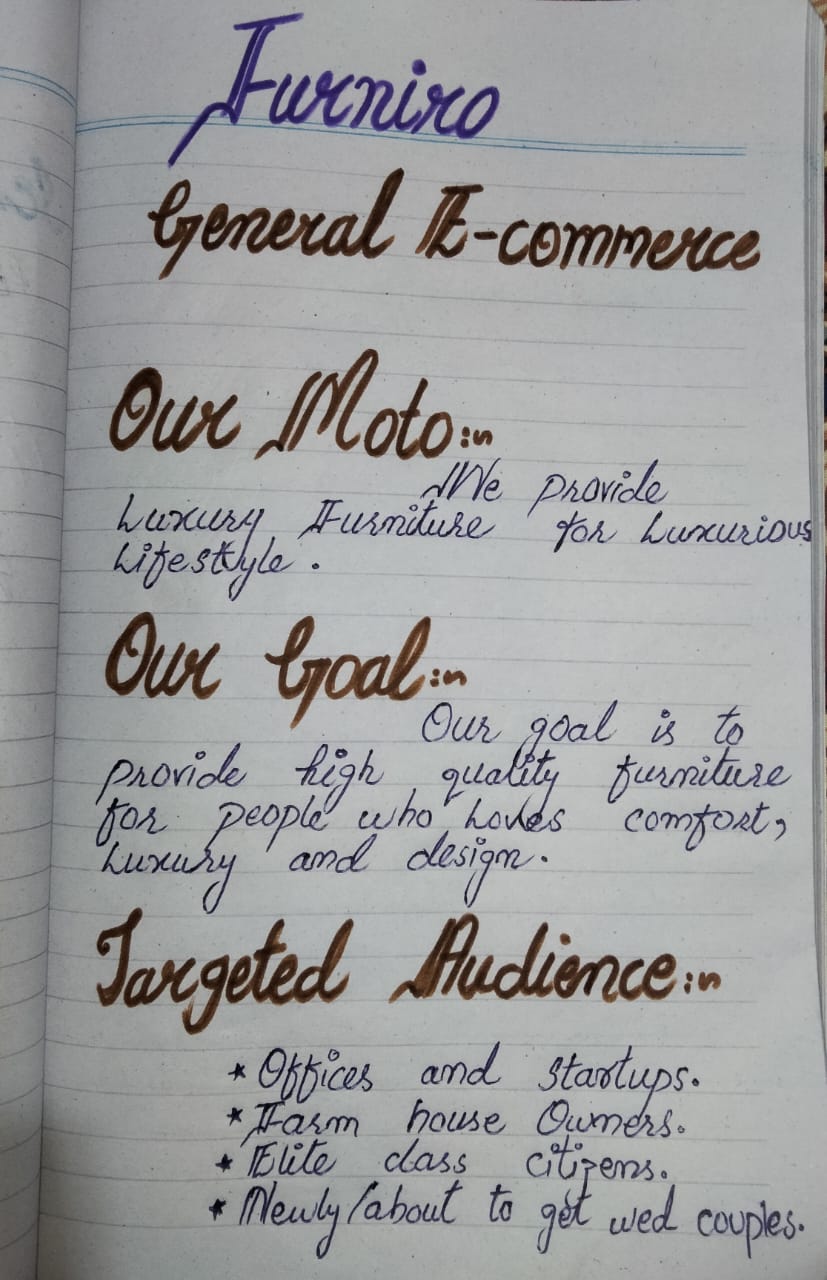 Furniro
General E-commerce
Our Moto:~
We provide
Luxury Furniture for Luxurious
Lifestyle.
Our Goal:~
Our goal is to
provide high quality furniture
for people who Loves comfort,
Luxury and design.
Targeted Audience:~
* Offices and startups.
* Farm house Owners.
* Elite class citizens.
* Newly/about to get wed couples.